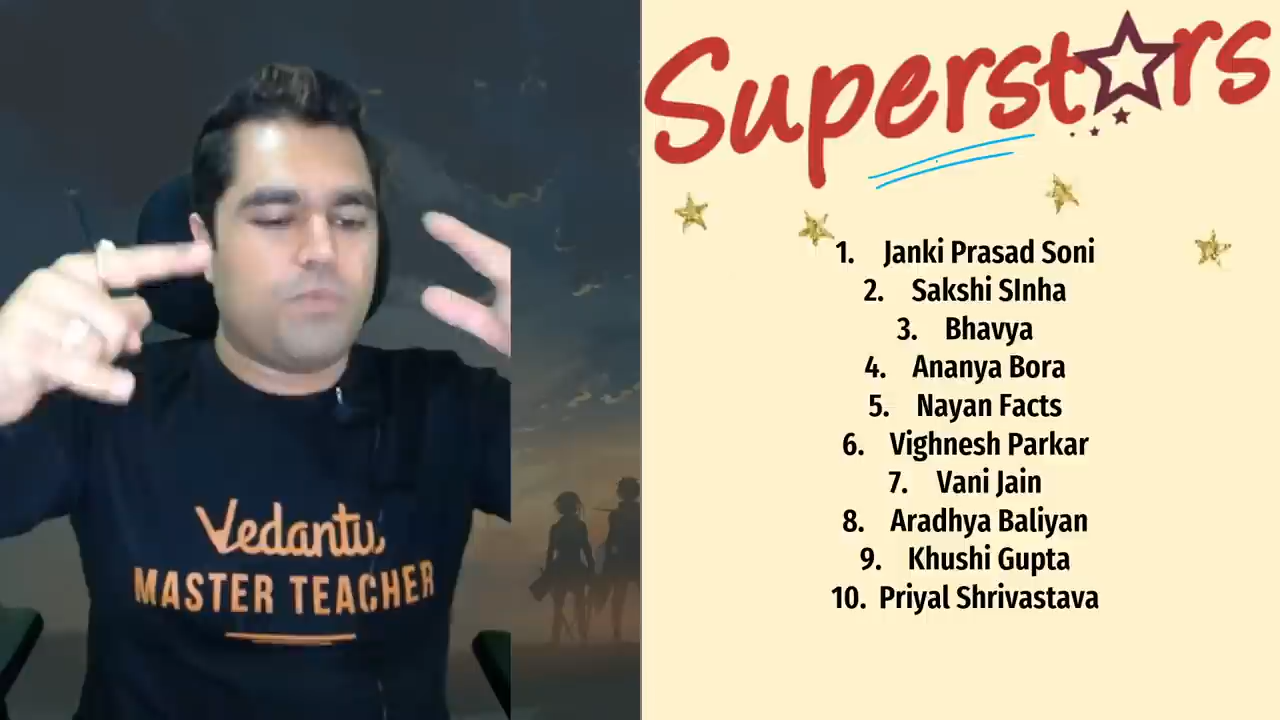 Vedantu
MASTER TEACHER
Superstars
1. Janki Prasad Soni
2. Sakshi SInha
3. Bhavya
4. Ananya Bora
5. Nayan Facts
6. Vighnesh Parkar
7. Vani Jain
8. Aradhya Baliyan
9. Khushi Gupta
10. Priyal Shrivastava